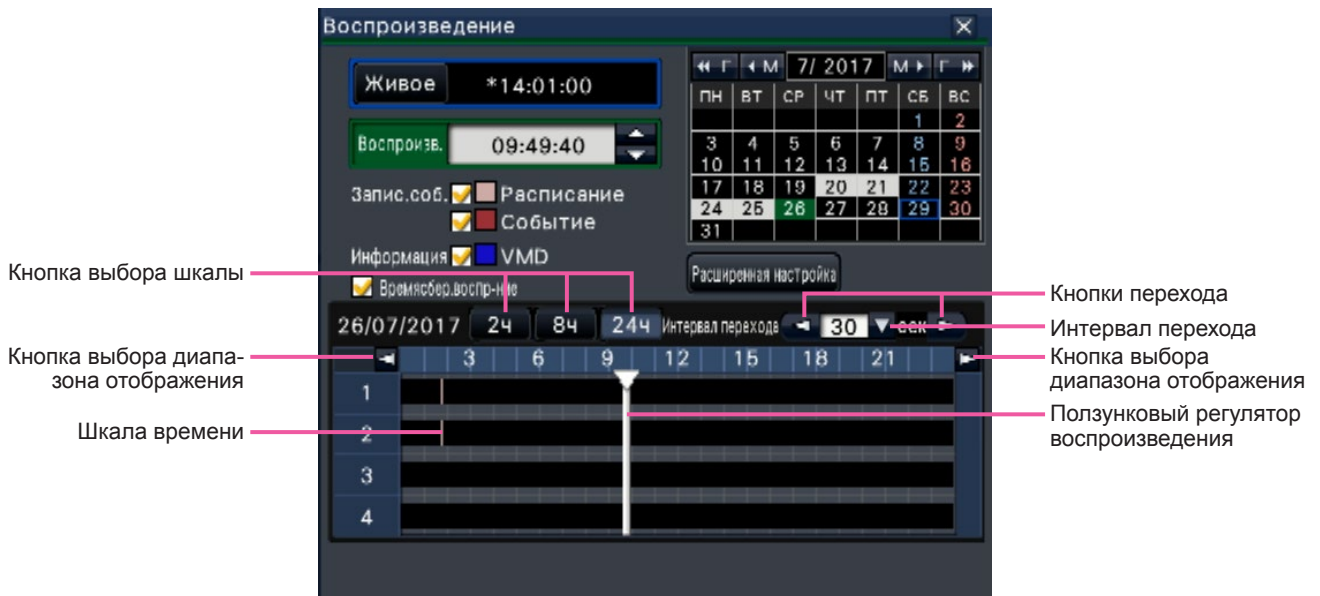 Воспроизведение
Живое *14:01:00
Воспроизв. 09:49:40
Г М 7/ 2017 М Г
ПН ВТ СР ЧТ ПТ СБ ВС
1 2
3 4 5 6 7 8 9
10 11 12 13 14 15 16
17 18 19 20 21 22 23
24 25 26 27 28 29 30
31
Запис.соб. Расписание
Событие
Информация VMD
Времясбер.воспр-ние
Расширенная настройка
Кнопка выбора шкалы
Кнопки перехода
26/07/2017 2ч 8ч 24ч Интервал перехода 30 сек
Интервал перехода
Кнопка выбора диапа-
зона отображения
3 6 9 12 15 18 21
Кнопка выбора
диапазона отображения
1
Ползунковый регулятор
воспроизведения
Шкала времени
2
3
4